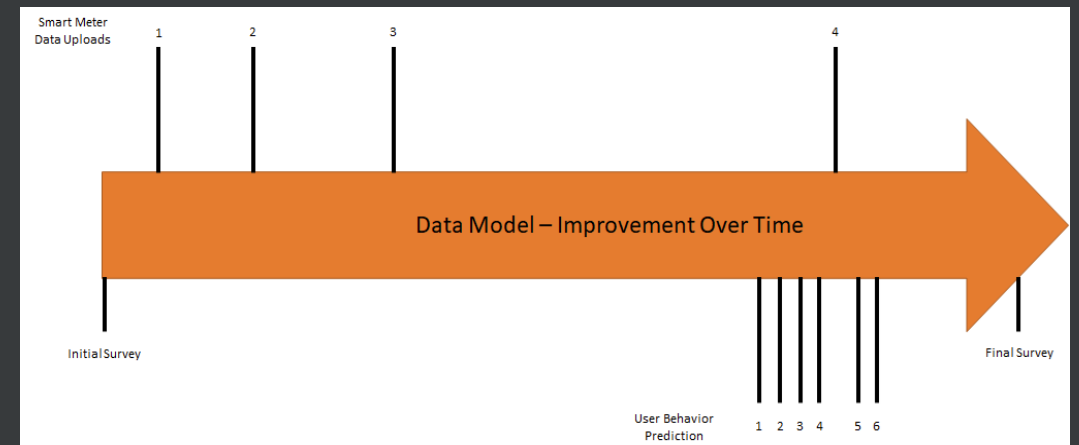 Smart Meter
Data Uploads
1 2 3 4
Data Model – Improvement Over Time
Initial Survey
Final Survey
User Behavior
Prediction
1 2 3 4 5 6